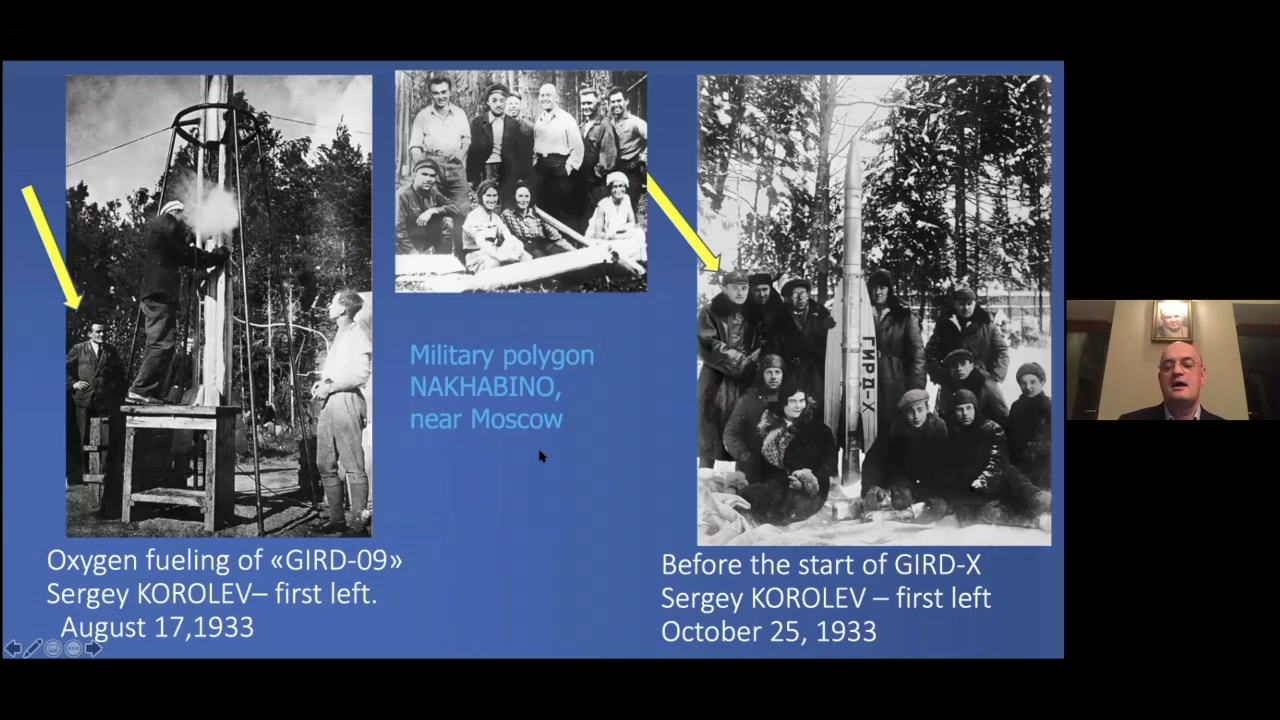 Military polygon
NAKHABINO,
near Moscow
ГИРД-X
Oxygen fueling of «GIRD-09»
Sergey KOROLEV– first left.
August 17,1933
Before the start of GIRD-X
Sergey KOROLEV – first left
October 25, 1933